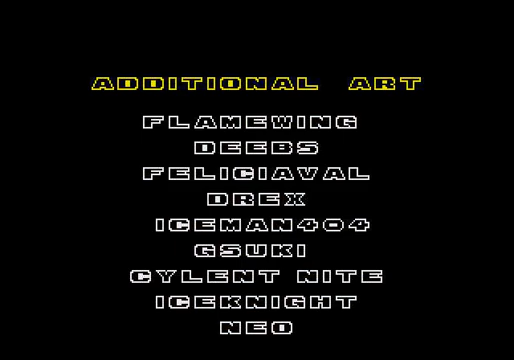 ADDITIONAL ART
FLAMEWING
DEEBS
FELICIAVAL
DREX
ICEMAN404
GSUKI
CYLENT NITE
ICEKNIGHT
NEO